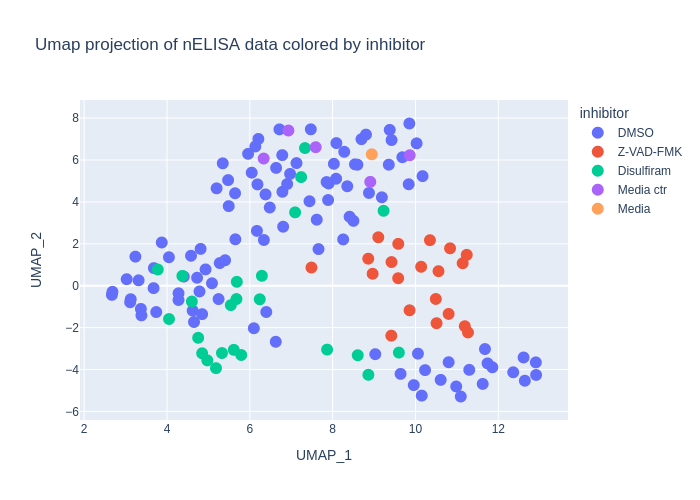 Umap projection of nELISA data colored by inhibitor
inhibitor
DMSO
Z-VAD-FMK
Disulfiram
Media ctr
Media
UMAP_2
8
6
4
2
0
−2
−4
−6
2
4
6
8
10
12
UMAP_1